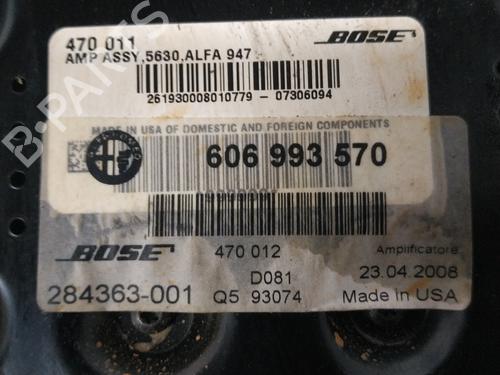 470 011
BOSE
AMP ASSY,5630,ALFA 947
261930008010779 - 07306094
MADE IN USA OF DOMESTIC AND FOREIGN COMPONENTS
606 993 570
BOSE
470 012
Amplificatore
D081
23.04.2008
284363-001
Q5 93074
Made in USA
B-PARTS